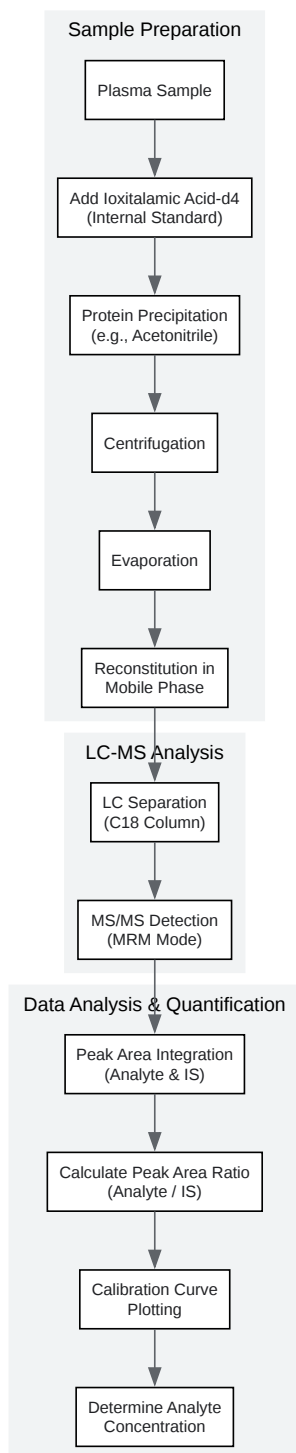 Sample Preparation
Plasma Sample
Add Ioxitalamic Acid-d4
(Internal Standard)
Protein Precipitation
(e.g., Acetonitrile)
Centrifugation
Evaporation
Reconstitution in
Mobile Phase
LC-MS Analysis
LC Separation
(C18 Column)
MS/MS Detection
(MRM Mode)
Data Analysis & Quantification
Peak Area Integration
(Analyte & IS)
Calculate Peak Area Ratio
(Analyte / IS)
Calibration Curve
Plotting
Determine Analyte
Concentration